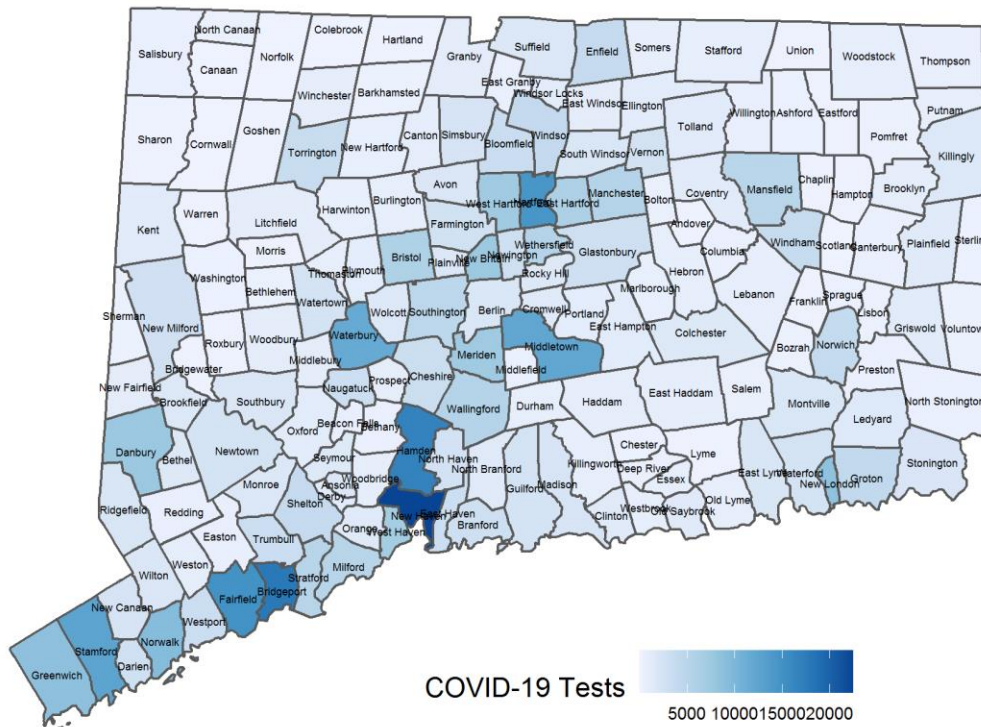 Salisbury
North Canaan
Canaan
Norfolk
Colebrook
Hartland
Granby
Suffield
Enfield
Somers
Stafford
Union
Woodstock
Thompson
East Granby
Windsor Locks
Winchester
Barkhamsted
East Windsor
Ellington
Willington
Ashford
Eastford
Putnam
Sharon
Cornwall
Goshen
Torrington
New Hartford
Canton
Simsbury
Bloomfield
Windsor
South Windsor
Vernon
Tolland
Pomfret
Killingly
Kent
Warren
Litchfield
Harwinton
Burlington
Avon
Farmington
West Hartford
Hartford
East Hartford
Manchester
Bolton
Coventry
Mansfield
Chaplin
Hampton
Brooklyn
Andover
Morris
Bristol
Plainville
New Britain
Newington
Wethersfield
Glastonbury
Columbia
Windham
Scotland
Canterbury
Plainfield
Sterling
Washington
Bethlehem
Thomaston
Plymouth
Rocky Hill
Hebron
Marlborough
Lebanon
Sherman
New Milford
Watertown
Wolcott
Southington
Berlin
Cromwell
Portland
East Hampton
Colchester
Franklin
Sprague
Lisbon
Griswold
Roxbury
Woodbury
Waterbury
Middletown
Bozrah
Norwich
Bridgewater
Middlebury
Meriden
Middlefield
Preston
New Fairfield
Brookfield
Southbury
Naugatuck
Prospect
Cheshire
Wallingford
Durham
Haddam
East Haddam
Salem
Montville
Ledyard
North Stonington
Danbury
Bethel
Newtown
Oxford
Beacon Falls
Bethany
Hamden
North Haven
North Branford
Guilford
Madison
Killingworth
Chester
Deep River
Essex
Lyme
East Lyme
Waterford
New London
Groton
Stonington
Seymour
Woodbridge
Monroe
Ansonia
Derby
Shelton
Ridgefield
Redding
Orange
New Haven
East Haven
West Haven
Branford
Clinton
Westbrook
Old Saybrook
Old Lyme
Easton
Trumbull
Milford
Stratford
Wilton
Weston
New Canaan
Fairfield
Bridgeport
Westport
Norwalk
Stamford
Darien
Greenwich
COVID-19 Tests
5000 10000 15000 20000